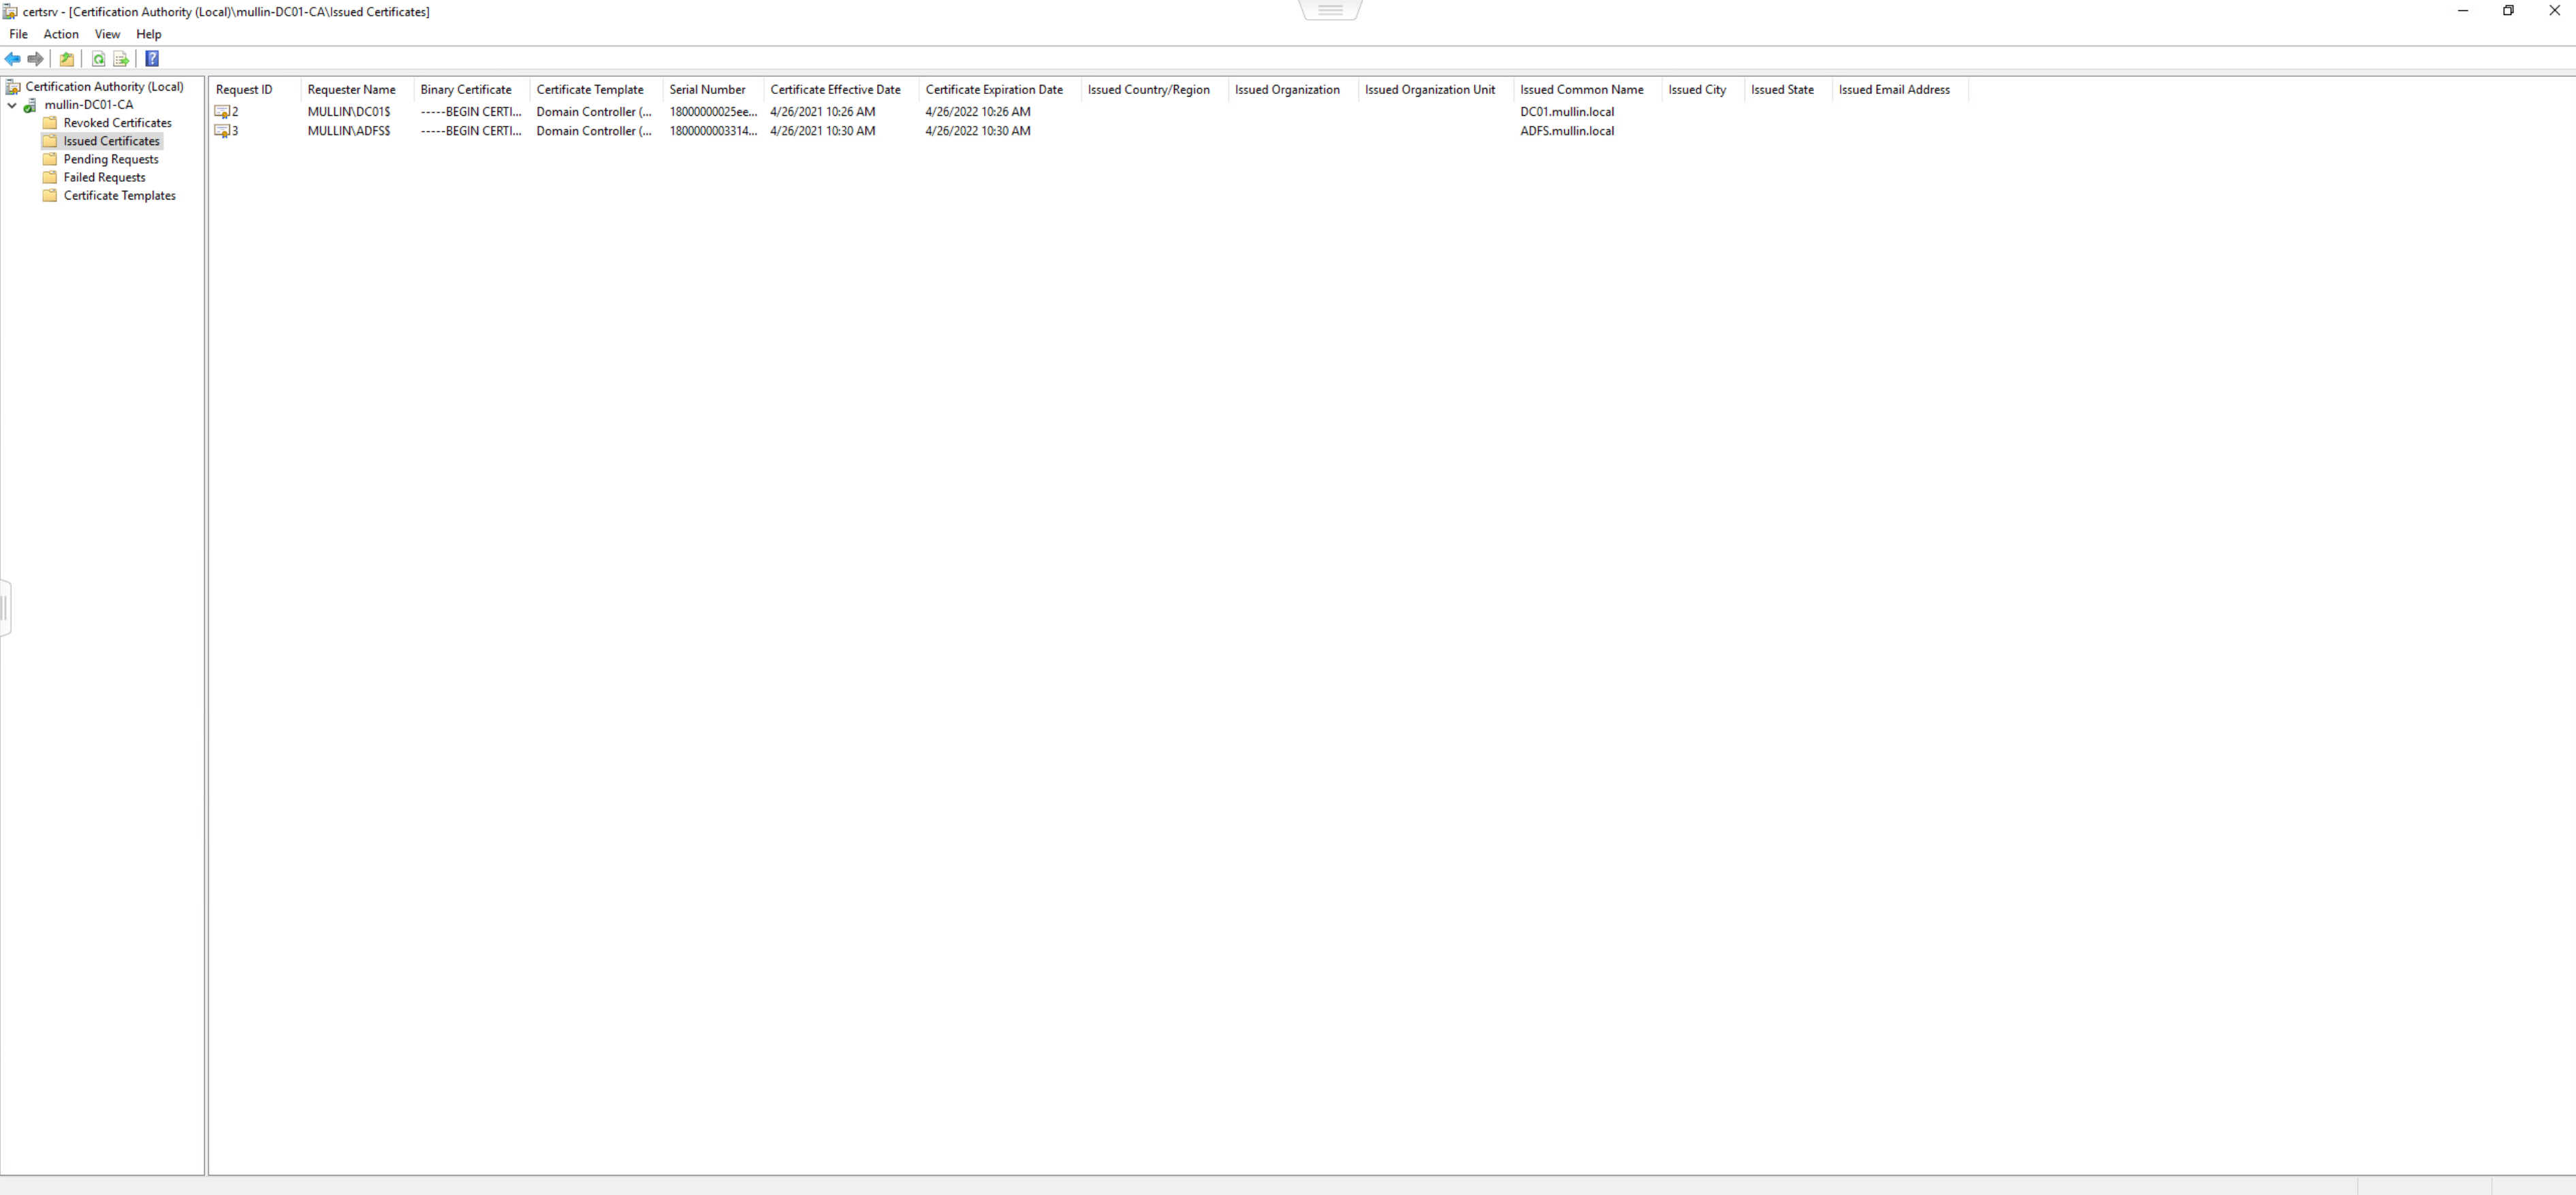 certsrv - [Certification Authority (Local)\mullin-DC01-CA\Issued Certificates]
File Action View Help
Certification Authority (Local)
mullin-DC01-CA
Revoked Certificates
Issued Certificates
Pending Requests
Failed Requests
Certificate Templates
Request ID Requester Name Binary Certificate Certificate Template Serial Number Certificate Effective Date Certificate Expiration Date Issued Country/Region Issued Organization Issued Organization Unit Issued Common Name Issued City Issued State Issued Email Address
2 MULLIN\DC01$ -----BEGIN CERTI... Domain Controller (... 18000000025ee... 4/26/2021 10:26 AM 4/26/2022 10:26 AM DC01.mullin.local
3 MULLIN\ADFS$ -----BEGIN CERTI... Domain Controller (... 1800000003314... 4/26/2021 10:30 AM 4/26/2022 10:30 AM ADFS.mullin.local